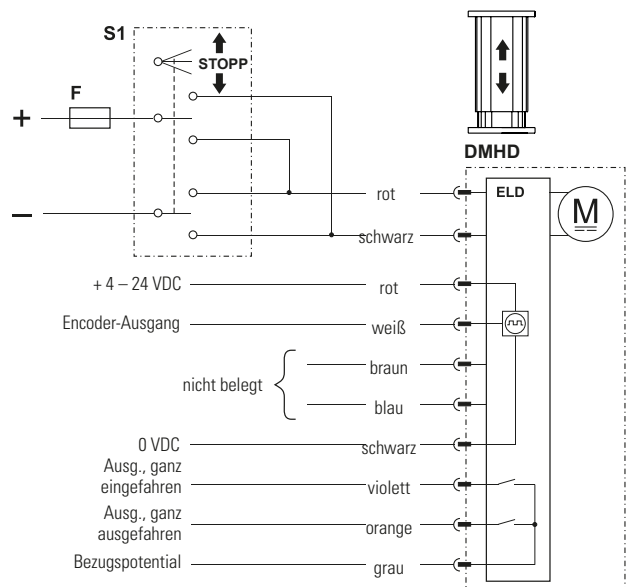 S1
STOPP
F
+
–
DMHD
ELD
M
rot
schwarz
+ 4 – 24 VDC
rot
Encoder-Ausgang
weiß
nicht belegt
braun
blau
0 VDC
schwarz
Ausg., ganz
eingefahren
violett
Ausg., ganz
ausgefahren
orange
Bezugspotential
grau